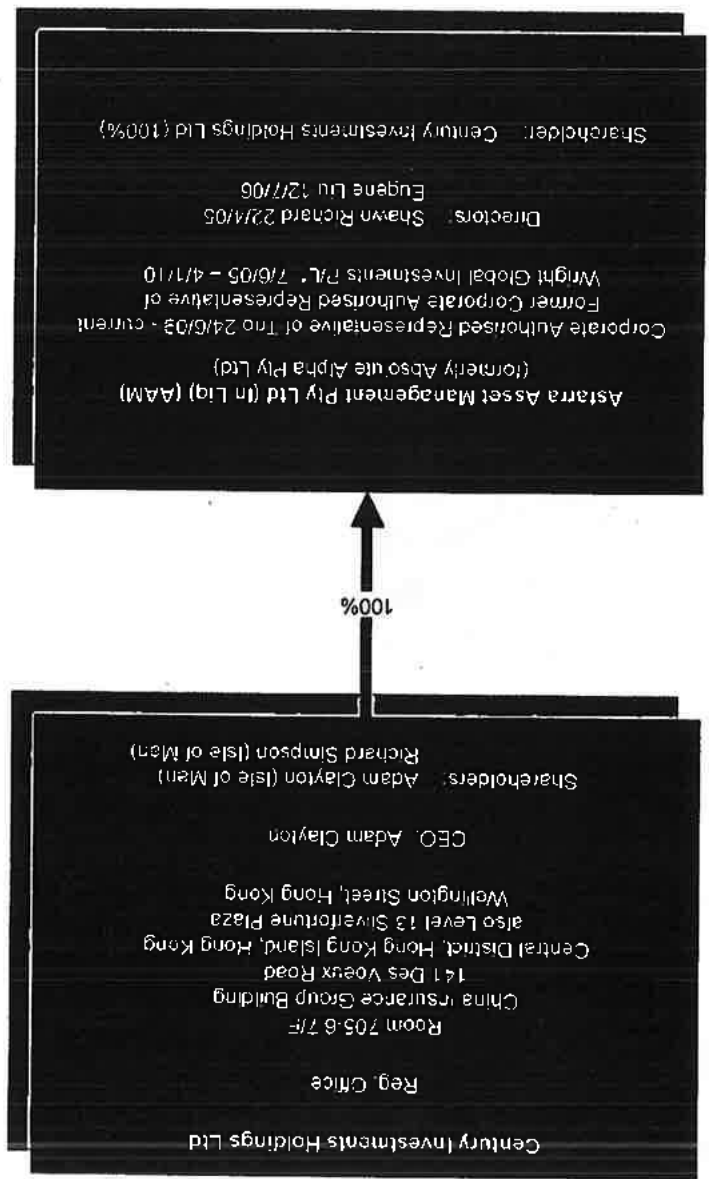 Century Investments Holdings Ltd
Reg. Office
Room 705-6 7/F
China Insurance Group Building
141 Des Voeux Road
Central District, Hong Kong Island, Hong Kong
also Level 13 Silverfortune Plaza
Wellington Street, Hong Kong
CEO. Adam Clayton
Shareholders: Adam Clayton (Isle of Man)
Richard Simpson (Isle of Man)
100%
Astarra Asset Management Pty Ltd (In Liq) (AAM)
(formerly Absolute Alpha Pty Ltd)
Corporate Authorised Representative of Trio 24/6/03 - current
Former Corporate Authorised Representative of
Wright Global Investments P/L* 7/6/05 – 4/1/10
Directors: Shawn Richard 22/4/05
Eugene Liu 12/7/06
Shareholder: Century Investments Holdings Ltd (100%)